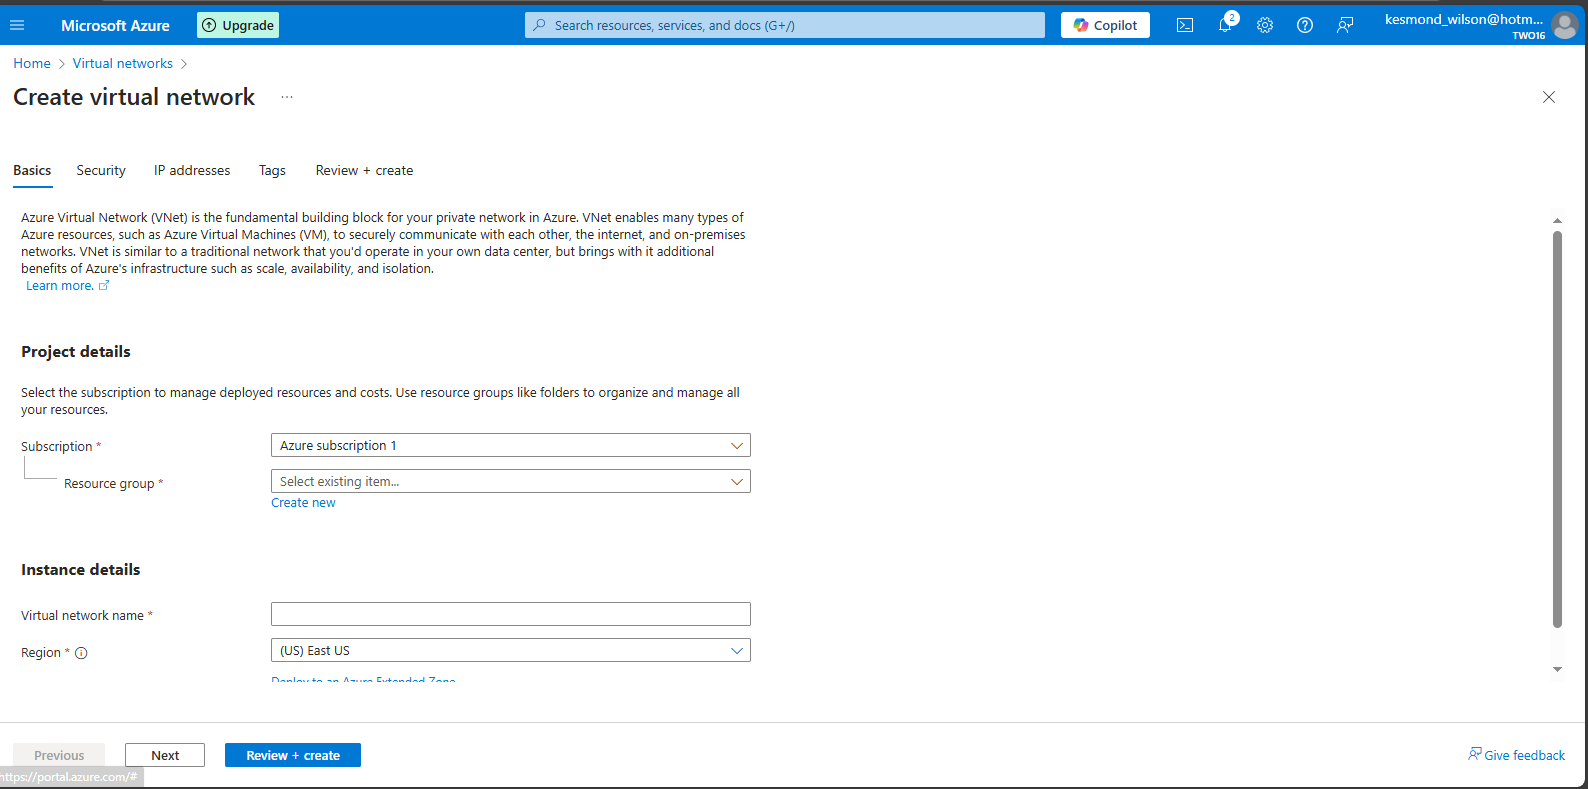 Microsoft Azure
Upgrade
Search resources, services, and docs (G+/)
Copilot
2
kesmond_wilson@hotm...
TWO16
Home > Virtual networks >
Create virtual network ...
Basics Security IP addresses Tags Review + create
Azure Virtual Network (VNet) is the fundamental building block for your private network in Azure. VNet enables many types of
Azure resources, such as Azure Virtual Machines (VM), to securely communicate with each other, the internet, and on-premises
networks. VNet is similar to a traditional network that you'd operate in your own data center, but brings with it additional
benefits of Azure's infrastructure such as scale, availability, and isolation.
Learn more.
Project details
Select the subscription to manage deployed resources and costs. Use resource groups like folders to organize and manage all
your resources.
Subscription *
Azure subscription 1
Resource group *
Select existing item...
Create new
Instance details
Virtual network name *
Region *
(US) East US
Deploy to an Azure Extended Zone
Previous
Next
Review + create
Give feedback
https://portal.azure.com/#